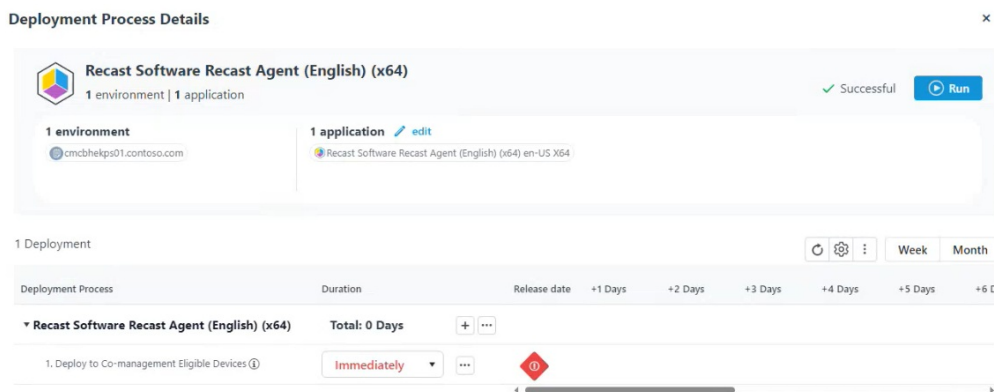 Deployment Process Details
Recast Software Recast Agent (English) (x64)
1 environment | 1 application
Successful
Run
1 environment
1 application edit
cmcbhekps01.contoso.com
Recast Software Recast Agent (English) (x64) en-US X64
1 Deployment
Week Month
Deployment Process Duration Release date +1 Days +2 Days +3 Days +4 Days +5 Days +6 D
Recast Software Recast Agent (English) (x64) Total: 0 Days
1. Deploy to Co-management Eligible Devices Immediately